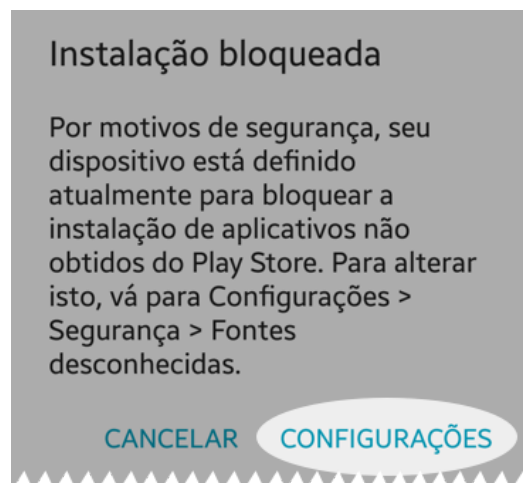 Instalação bloqueada
Por motivos de segurança, seu
dispositivo está definido
atualmente para bloquear a
instalação de aplicativos não
obtidos do Play Store. Para alterar
isto, vá para Configurações >
Segurança > Fontes
desconhecidas.
CANCELAR CONFIGURAÇÕES